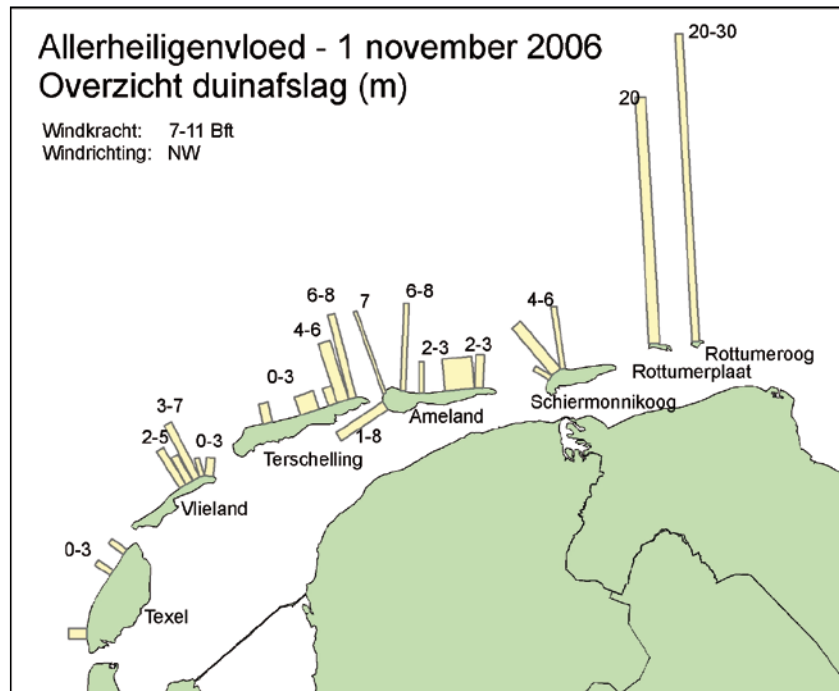 Allerheiligenvloed - 1 november 2006
Overzicht duinafslag (m)
Windkracht: 7-11 Bft
Windrichting: NW
20-30
20
6-8
7
6-8
4-6
4-6
2-3
2-3
0-3
Rottumeroog
Rottumerplaat
Schiermonnikoog
Ameland
1-8
Terschelling
3-7
2-5
0-3
Vlieland
0-3
Texel